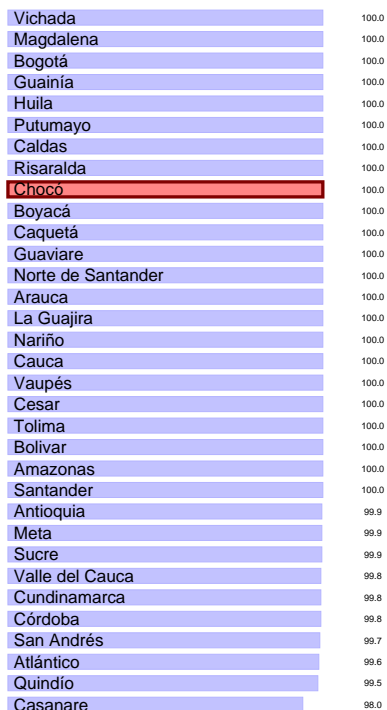 Vichada 100.0
Magdalena 100.0
Bogotá 100.0
Guainía 100.0
Huila 100.0
Putumayo 100.0
Caldas 100.0
Risaralda 100.0
Chocó 100.0
Boyacá 100.0
Caquetá 100.0
Guaviare 100.0
Norte de Santander 100.0
Arauca 100.0
La Guajira 100.0
Nariño 100.0
Cauca 100.0
Vaupés 100.0
Cesar 100.0
Tolima 100.0
Bolivar 100.0
Amazonas 100.0
Santander 100.0
Antioquia 99.9
Meta 99.9
Sucre 99.9
Valle del Cauca 99.8
Cundinamarca 99.8
Córdoba 99.8
San Andrés 99.7
Atlántico 99.6
Quindío 99.5
Casanare 98.0